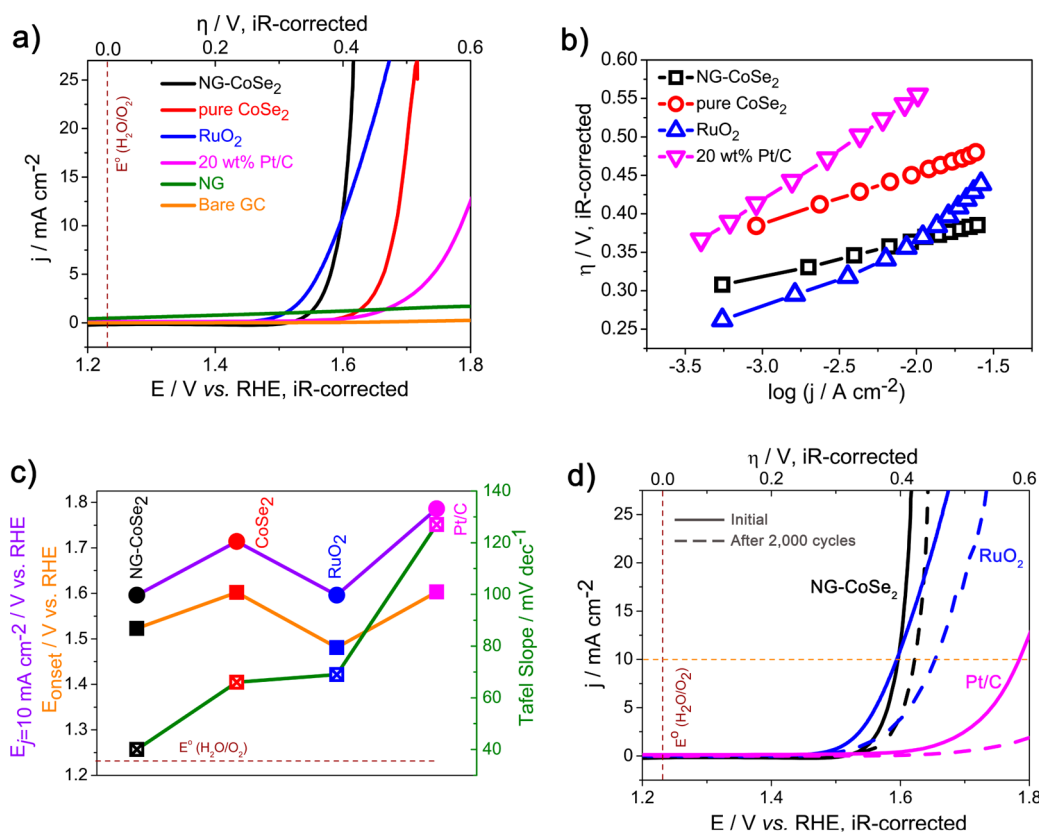 a)
η / V, iR-corrected
0.0 0.2 0.4 0.6
j / mA cm⁻²
25
20
15
10
5
0
E° (H₂O/O₂)
NG-CoSe₂
pure CoSe₂
RuO₂
20 wt% Pt/C
NG
Bare GC
1.2 1.4 1.6 1.8
E / V vs. RHE, iR-corrected
b)
η / V, iR-corrected
0.60
0.55
0.50
0.45
0.40
0.35
0.30
0.25
NG-CoSe₂
pure CoSe₂
RuO₂
20 wt% Pt/C
-3.5 -3.0 -2.5 -2.0 -1.5
log (j / A cm⁻²)
c)
E j=10 mA cm-2 / V vs. RHE
Eonset / V vs. RHE
1.8
1.7
1.6
1.5
1.4
1.3
1.2
NG-CoSe₂
CoSe₂
RuO₂
Pt/C
E° (H₂O/O₂)
140
120
100
80
60
40
Tafel Slope / mV dec⁻¹
d)
η / V, iR-corrected
0.0 0.2 0.4 0.6
j / mA cm⁻²
25
20
15
10
5
0
Initial
After 2,000 cycles
NG-CoSe₂
RuO₂
Pt/C
E° (H₂O/O₂)
1.2 1.4 1.6 1.8
E / V vs. RHE, iR-corrected